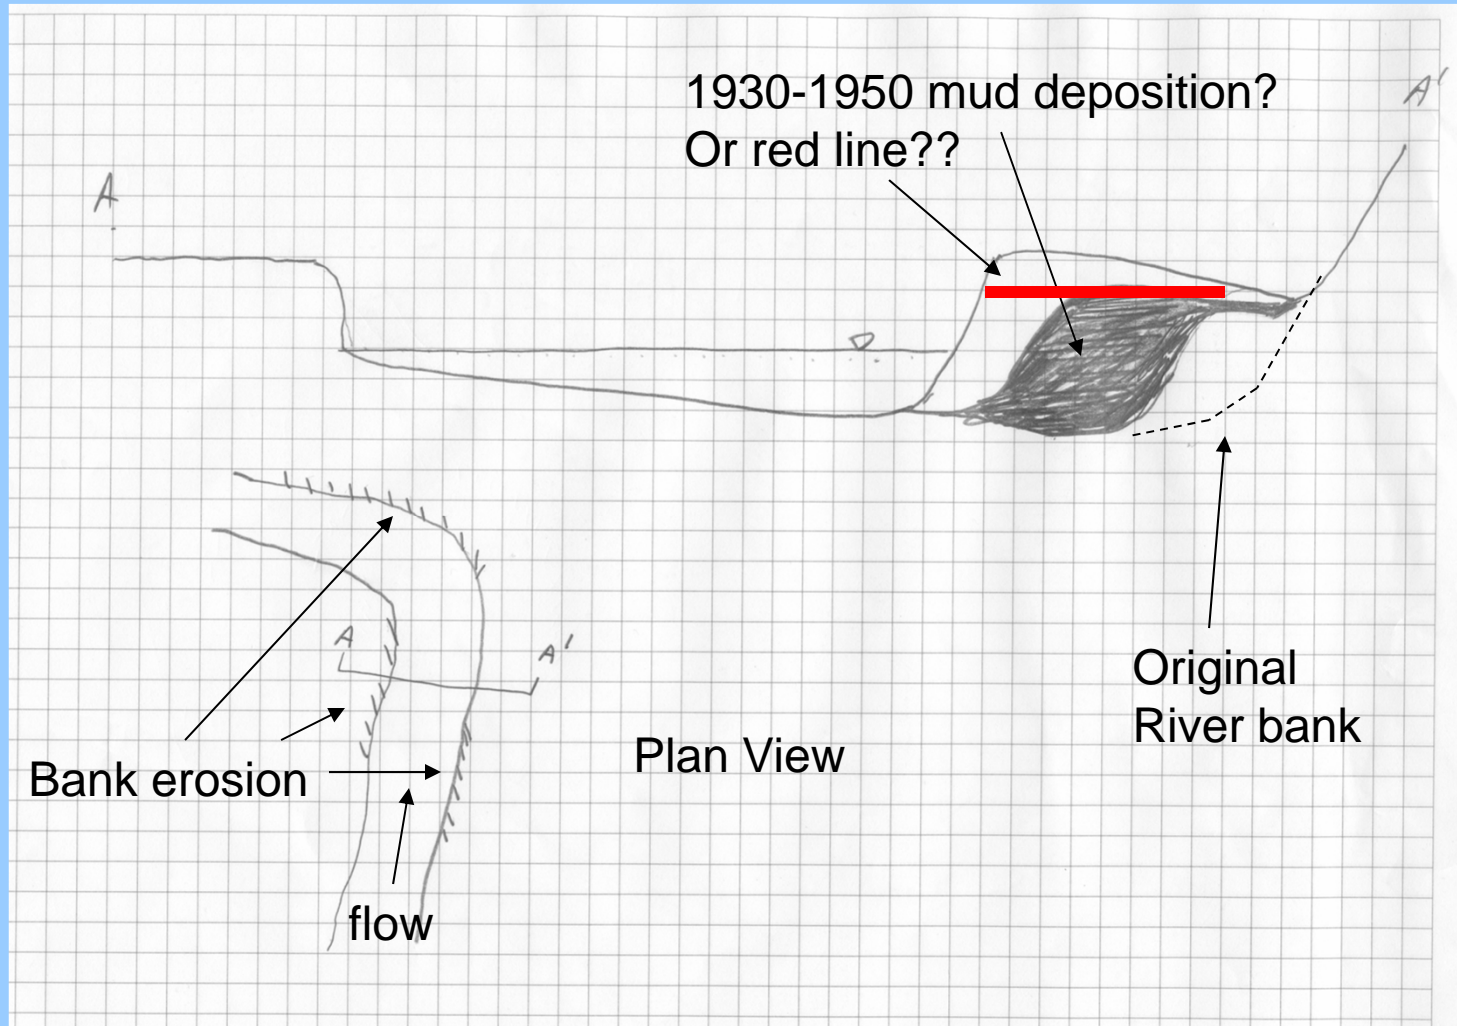 1930-1950 mud deposition?
Or red line??
A
A'
A
A'
Original
River bank
Plan View
Bank erosion
flow